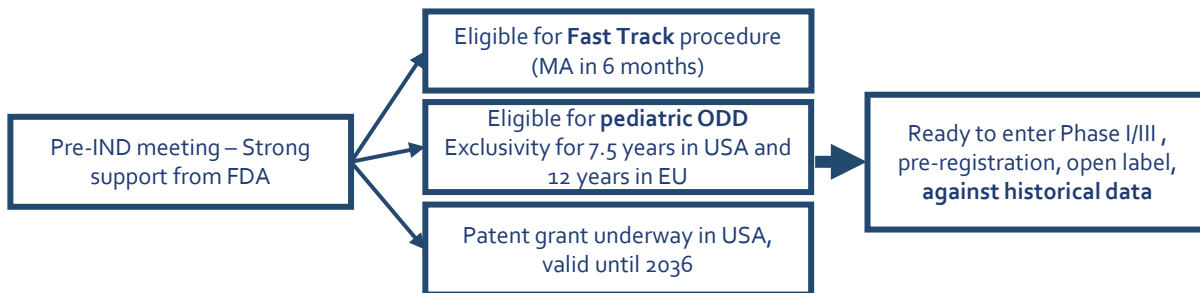 Pre-IND meeting – Strong
support from FDA
Eligible for Fast Track procedure
(MA in 6 months)
Eligible for pediatric ODD
Exclusivity for 7.5 years in USA and
12 years in EU
Patent grant underway in USA,
valid until 2036
Ready to enter Phase I/III ,
pre-registration, open label,
against historical data